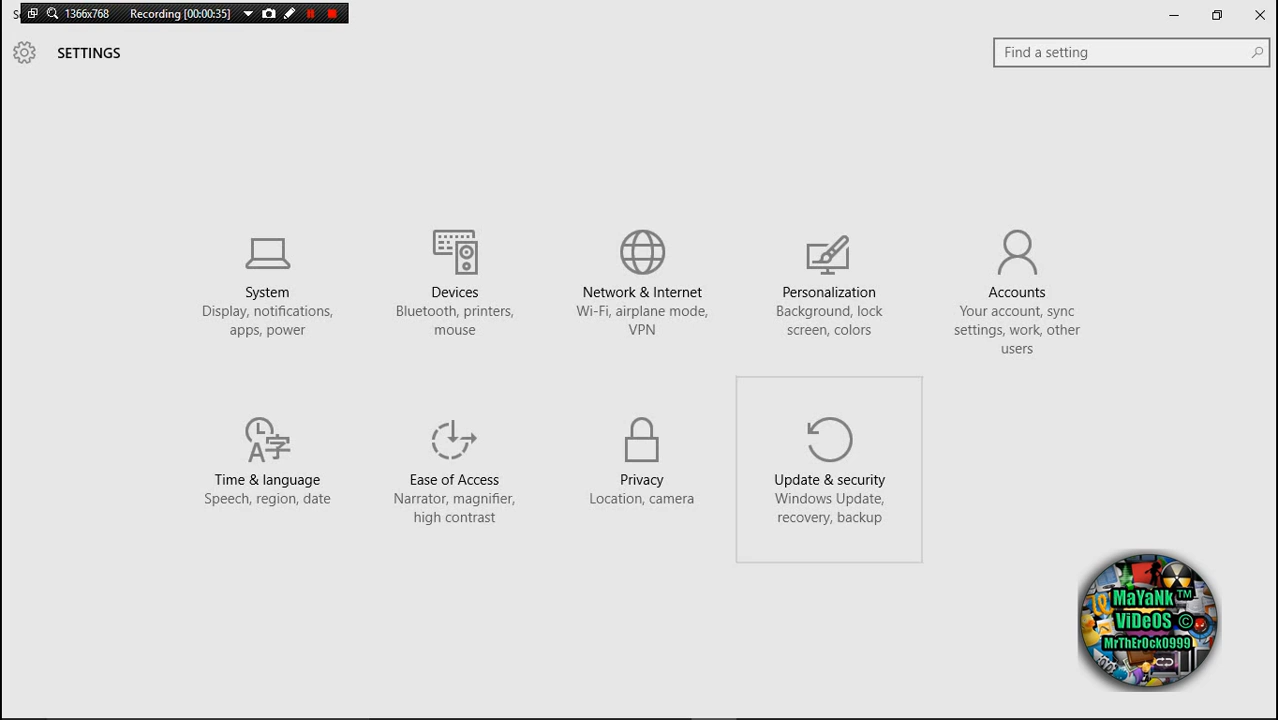 1366x768 Recording [00:00:35]
SETTINGS
Find a setting
System
Display, notifications,
apps, power
Devices
Bluetooth, printers,
mouse
Network & Internet
Wi-Fi, airplane mode,
VPN
Personalization
Background, lock
screen, colors
Accounts
Your account, sync
settings, work, other
users
Time & language
Speech, region, date
Ease of Access
Narrator, magnifier,
high contrast
Privacy
Location, camera
Update & security
Windows Update,
recovery, backup
MaYaNk ™
ViDeOS ©
MrThEr0ck0999